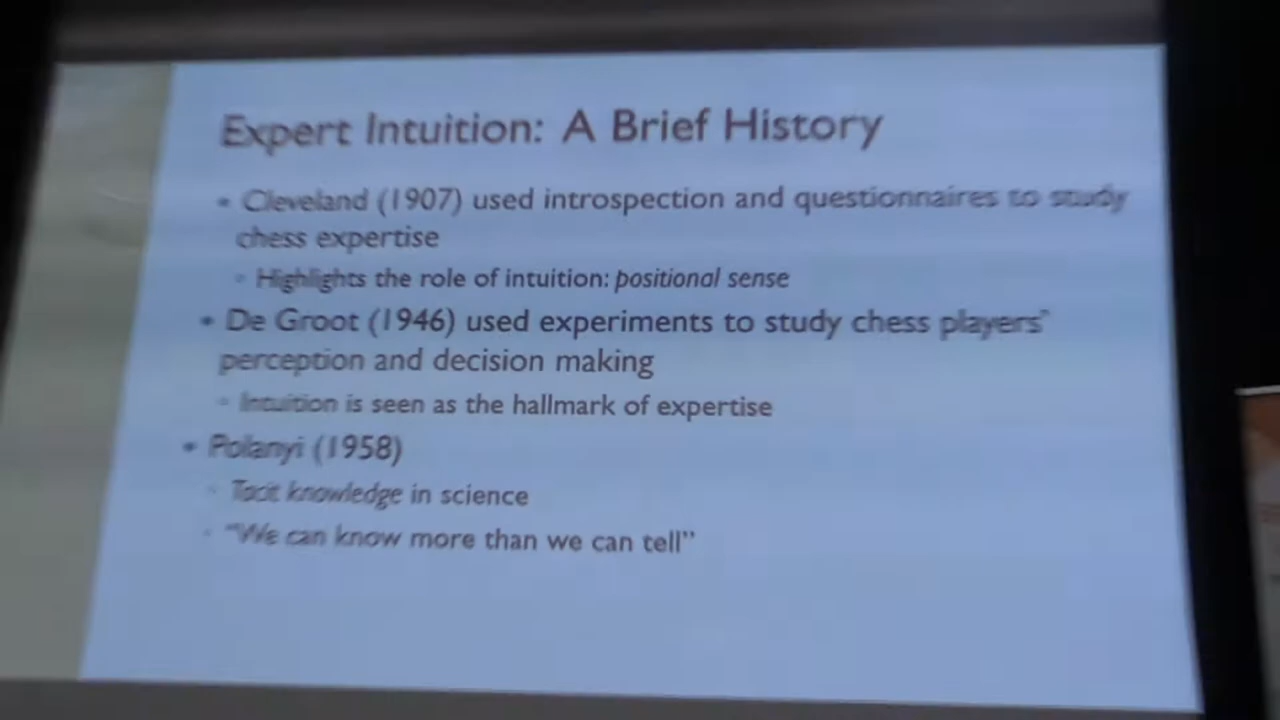 Expert Intuition: A Brief History
• Cleveland (1907) used introspection and questionnaires to study
chess expertise
◦ Highlights the role of intuition: positional sense
• De Groot (1946) used experiments to study chess players'
perception and decision making
◦ Intuition is seen as the hallmark of expertise
• Polanyi (1958)
◦ Tacit knowledge in science
◦ "We can know more than we can tell"